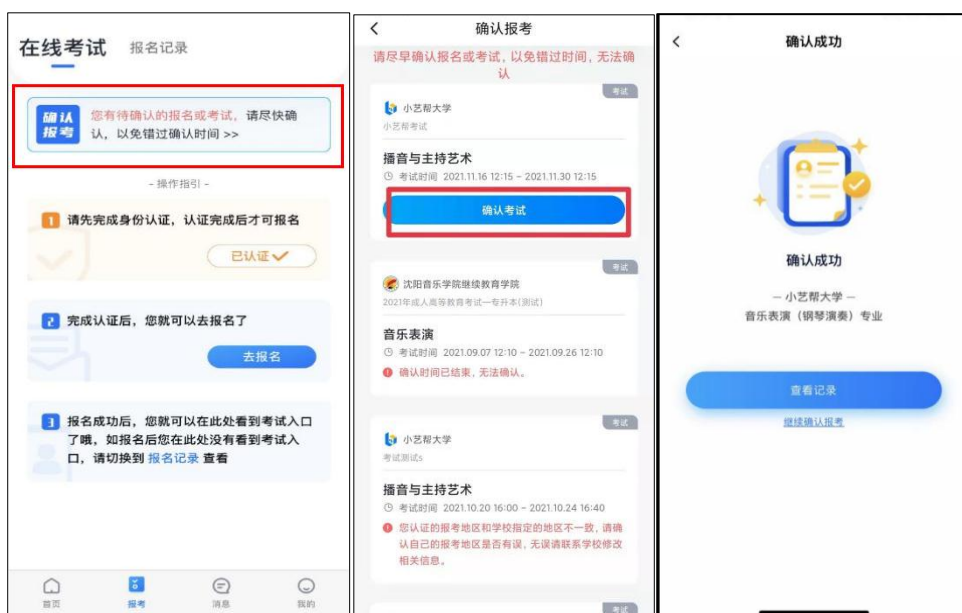 在线考试 报名记录
确认
报考
您有待确认的报名或考试，请尽快确
认，以免错过确认时间 >>
- 操作指引 -
1 请先完成身份认证，认证完成后才可报名
已认证
2 完成认证后，您就可以去报名了
去报名
3 报名成功后，您就可以在此处看到考试入口
了哦，如报名后您在此处没有看到考试入
口，请切换到 报名记录 查看
首页 报考 消息 我的
确认报考
请尽早确认报名或考试，以免错过时间，无法确
认
考试
小艺帮大学
小艺帮考试
播音与主持艺术
考试时间 2021.11.16 12:15 - 2021.11.30 12:15
确认考试
考试
沈阳音乐学院继续教育学院
2021年成人高等教育考试—专升本(测试)
音乐表演
考试时间 2021.09.07 12:10 - 2021.09.26 12:10
确认时间已结束，无法确认。
考试
小艺帮大学
考试测试s
播音与主持艺术
考试时间 2021.10.20 16:00 - 2021.10.24 16:40
您认证的报考地区和学校指定的地区不一致，请确
认自己的报考地区是否有误，无误请联系学校修改
相关信息。
考试
确认成功
确认成功
— 小艺帮大学 —
音乐表演（钢琴演奏）专业
查看记录
继续确认报考